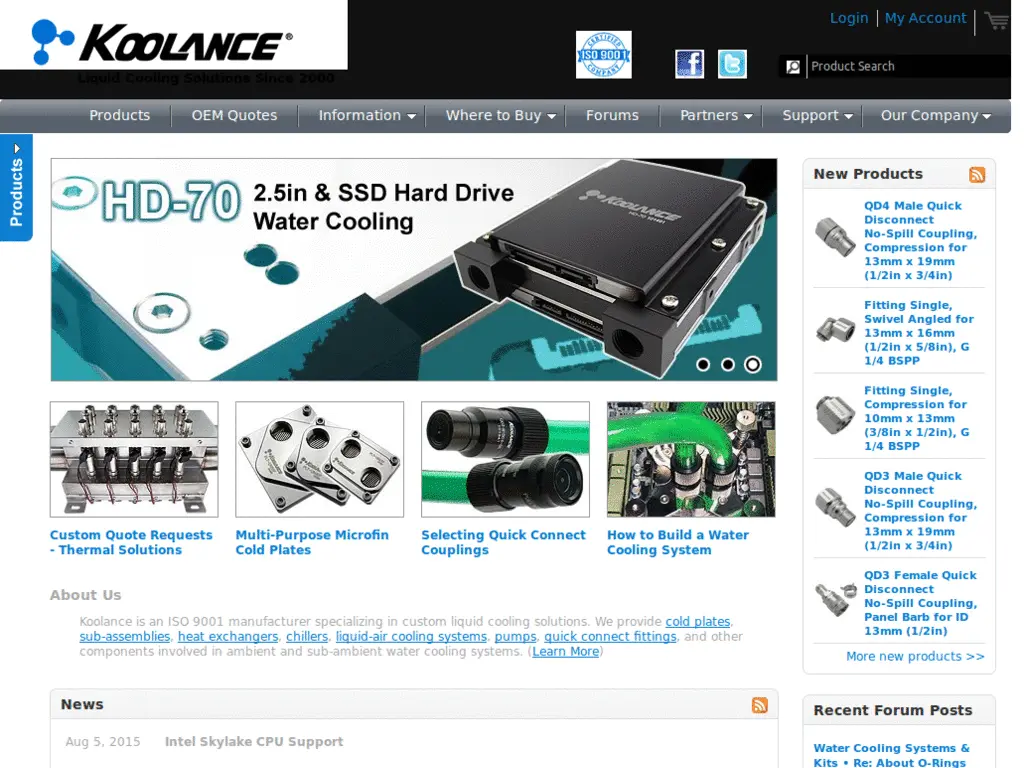 KOOLANCE®
Liquid Cooling Solutions Since 2000
CERTIFIED
ISO 9001
COMPANY
Login
My Account
Product Search
Products
OEM Quotes
Information
Where to Buy
Forums
Partners
Support
Our Company
Products
HD-70
2.5in & SSD Hard Drive
Water Cooling
KOOLANCE
Custom Quote Requests
- Thermal Solutions
Multi-Purpose Microfin
Cold Plates
KOOLANCE
Selecting Quick Connect
Couplings
How to Build a Water
Cooling System
About Us
Koolance is an ISO 9001 manufacturer specializing in custom liquid cooling solutions. We provide cold plates,
sub-assemblies, heat exchangers, chillers, liquid-air cooling systems, pumps, quick connect fittings, and other
components involved in ambient and sub-ambient water cooling systems. (Learn More)
News
Aug 5, 2015
Intel Skylake CPU Support
New Products
QD4 Male Quick
Disconnect
No-Spill Coupling,
Compression for
13mm x 19mm
(1/2in x 3/4in)
Fitting Single,
Swivel Angled for
13mm x 16mm
(1/2in x 5/8in), G
1/4 BSPP
Fitting Single,
Compression for
10mm x 13mm
(3/8in x 1/2in), G
1/4 BSPP
QD3 Male Quick
Disconnect
No-Spill Coupling,
Compression for
13mm x 19mm
(1/2in x 3/4in)
QD3 Female Quick
Disconnect
No-Spill Coupling,
Panel Barb for ID
13mm (1/2in)
More new products >>
Recent Forum Posts
Water Cooling Systems &
Kits • Re: About O-Rings